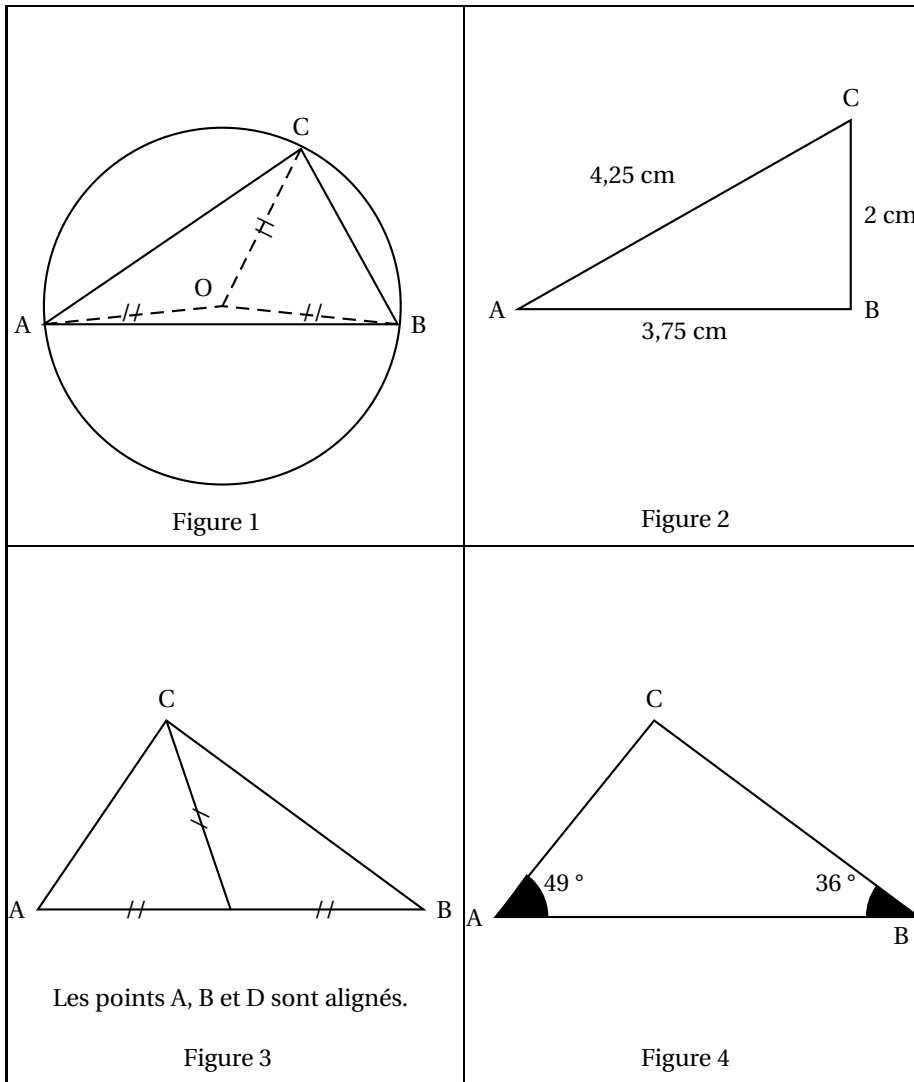 C
O
A
B
Figure 1
C
4,25 cm
2 cm
A
B
3,75 cm
Figure 2
C
A
B
Les points A, B et D sont alignés.
Figure 3
C
49 °
36 °
A
B
Figure 4